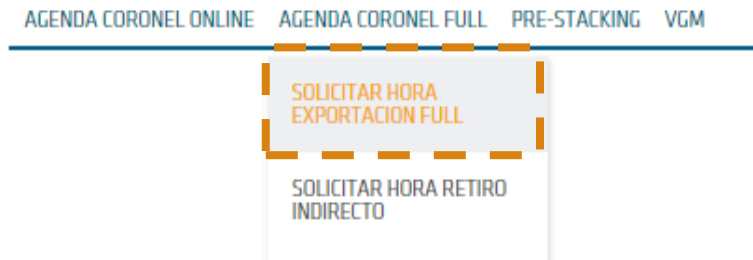 AGENDA CORONEL ONLINE AGENDA CORONEL FULL PRE-STACKING VGM
SOLICITAR HORA
EXPORTACION FULL
SOLICITAR HORA RETIRO
INDIRECTO